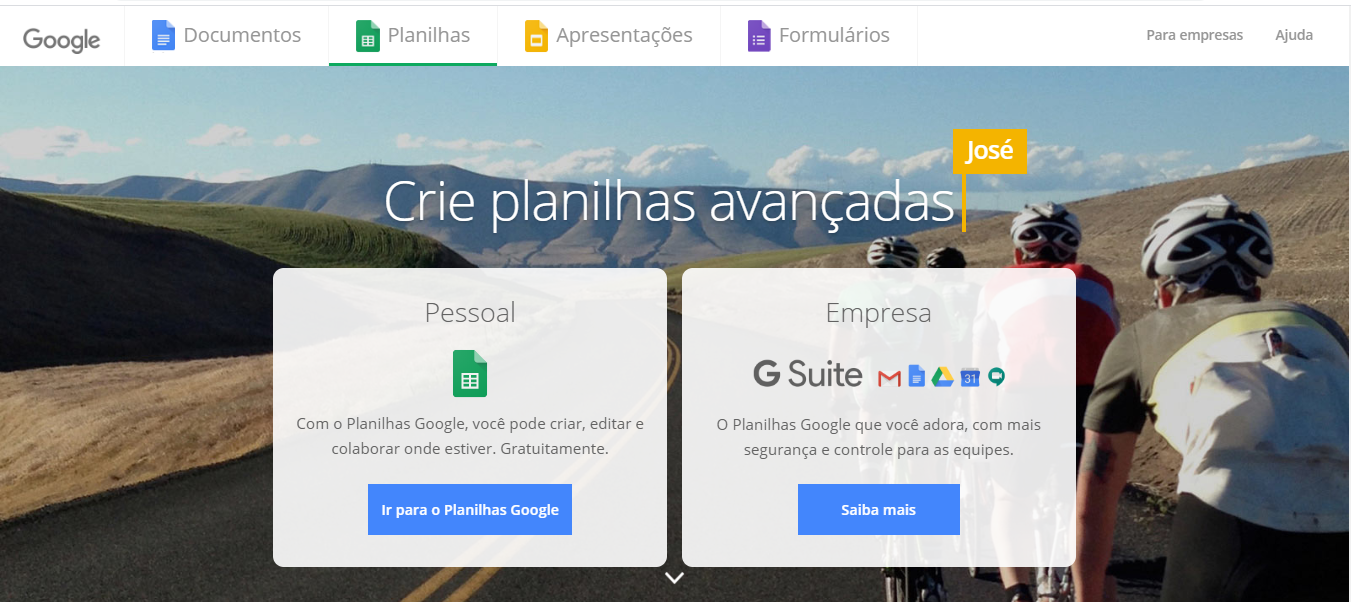 Google
Documentos
Planilhas
Apresentações
Formulários
Para empresas
Ajuda
José
Crie planilhas avançadas
Pessoal
Com o Planilhas Google, você pode criar, editar e
colaborar onde estiver. Gratuitamente.
Ir para o Planilhas Google
Empresa
G Suite
31
O Planilhas Google que você adora, com mais
segurança e controle para as equipes.
Saiba mais